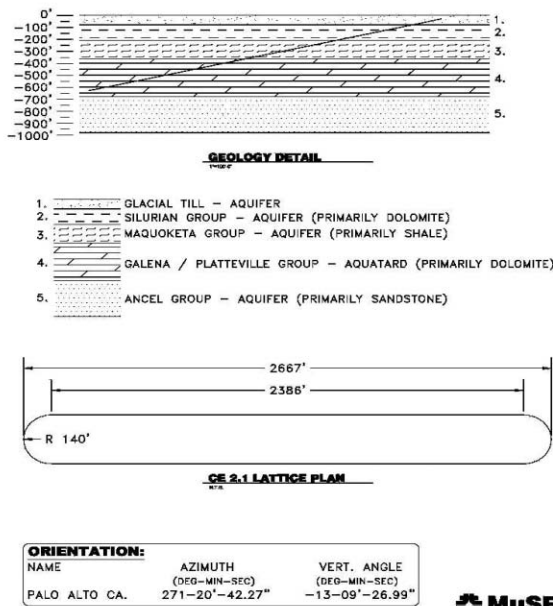 0'
-100'
-200'
-300'
-400'
-500'
-600'
-700'
-800'
-900'
-1000'
1.
2.
3.
4.
5.
GEOLOGY DETAIL
1. GLACIAL TILL - AQUIFER
2. SILURIAN GROUP - AQUIFER (PRIMARILY DOLOMITE)
3. MAQUOKETA GROUP - AQUIFER (PRIMARILY SHALE)
4. GALENA / PLATTEVILLE GROUP - AQUATARD (PRIMARILY DOLOMITE)
5. ANCEL GROUP - AQUIFER (PRIMARILY SANDSTONE)
2667'
2386'
R 140'
CE 2.1 LATTICE PLAN
ORIENTATION:
NAME AZIMUTH VERT. ANGLE
(DEG-MIN-SEC) (DEG-MIN-SEC)
PALO ALTO CA. 271-20'-42.27" -13-09'-26.99"